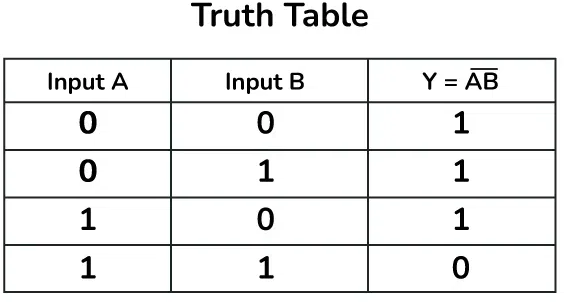 Truth Table
Input A Input B Y = A̅B̅
0 0 1
0 1 1
1 0 1
1 1 0